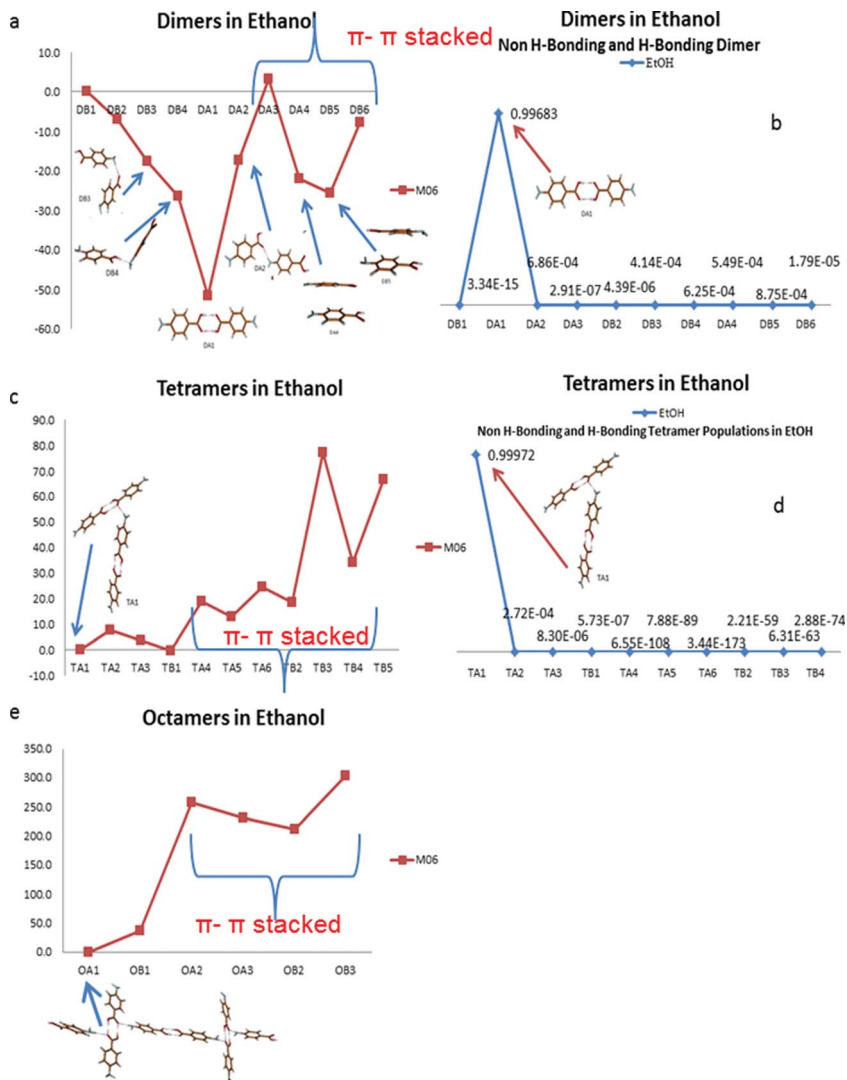 a
Dimers in Ethanol
π- π stacked
10.0
0.0
-10.0
-20.0
-30.0
-40.0
-50.0
-60.0
DB1 DB2 DB3 DB4 DA1 DA2 DA3 DA4 DB5 DB6
M06
DB3
DB4
DA1
DA2
DA4
DB5
Dimers in Ethanol
Non H-Bonding and H-Bonding Dimer
EtOH
b
0.99683
DA1
3.34E-15
6.86E-04
2.91E-07
4.39E-06
4.14E-04
6.25E-04
5.49E-04
8.75E-04
1.79E-05
DB1 DA1 DA2 DA3 DB2 DB3 DB4 DA4 DB5 DB6
c
Tetramers in Ethanol
90.0
80.0
70.0
60.0
50.0
40.0
30.0
20.0
10.0
0.0
-10.0
TA1
π- π stacked
TA1 TA2 TA3 TB1 TA4 TA5 TA6 TB2 TB3 TB4 TB5
M06
Tetramers in Ethanol
EtOH
Non H-Bonding and H-Bonding Tetramer Populations in EtOH
0.99972
d
TA1
2.72E-04
8.30E-06
5.73E-07
6.55E-108
7.88E-89
3.44E-173
2.21E-59
6.31E-63
2.88E-74
TA1 TA2 TA3 TB1 TA4 TA5 TA6 TB2 TB3 TB4
e
Octamers in Ethanol
350.0
300.0
250.0
200.0
150.0
100.0
50.0
0.0
M06
π- π stacked
OA1 OB1 OA2 OA3 OB2 OB3